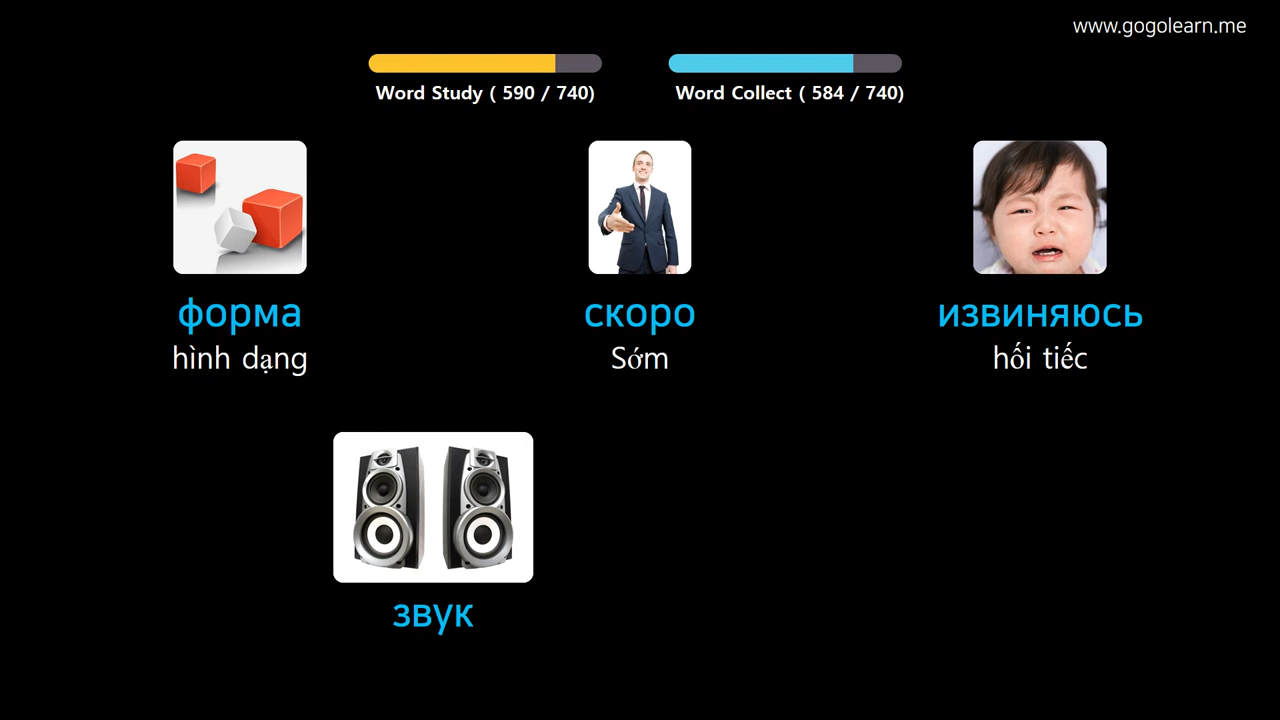 www.gogolearn.me
Word Study ( 590 / 740)
Word Collect ( 584 / 740)
форма
hình dạng
скоро
Sớm
извиняюсь
hối tiếc
звук